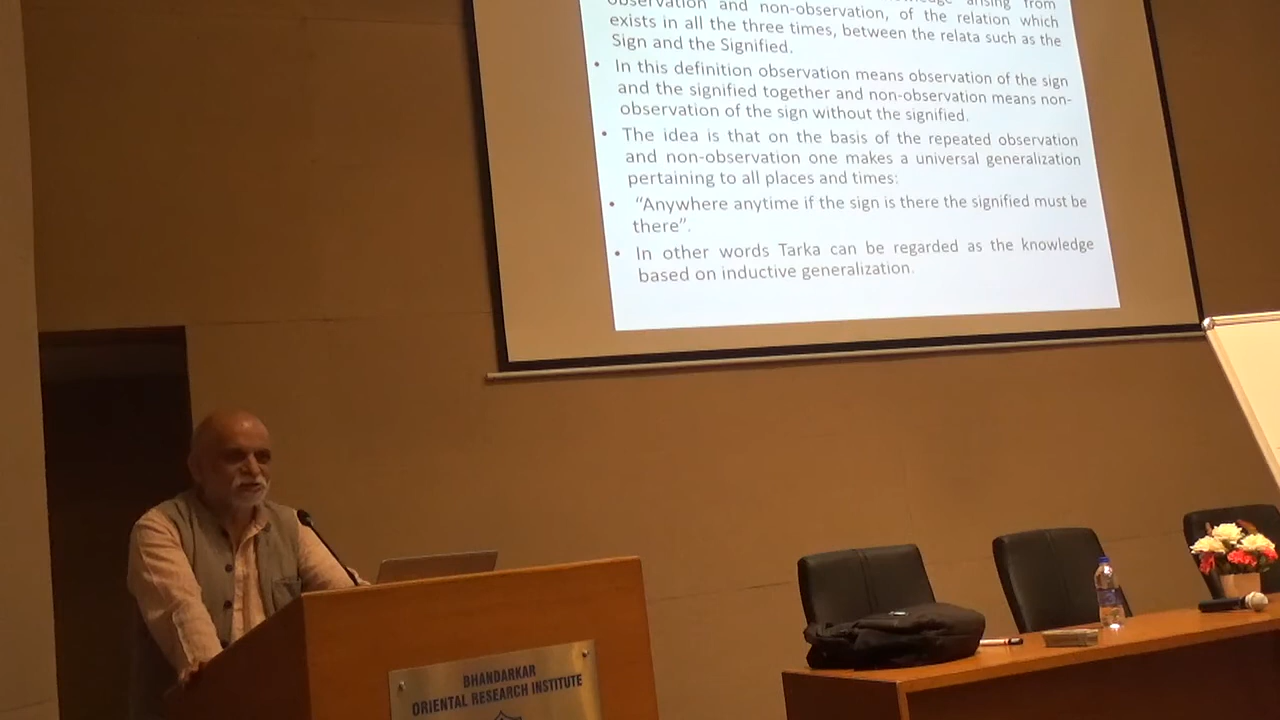 observation and non-observation, of the relation which
exists in all the three times, between the relata such as the
Sign and the Signified.
• In this definition observation means observation of the sign
and the signified together and non-observation means non-
observation of the sign without the signified.
• The idea is that on the basis of the repeated observation
and non-observation one makes a universal generalization
pertaining to all places and times:
• “Anywhere anytime if the sign is there the signified must be
there”.
• In other words Tarka can be regarded as the knowledge
based on inductive generalization.
BHANDARKAR
ORIENTAL RESEARCH INSTITUTE